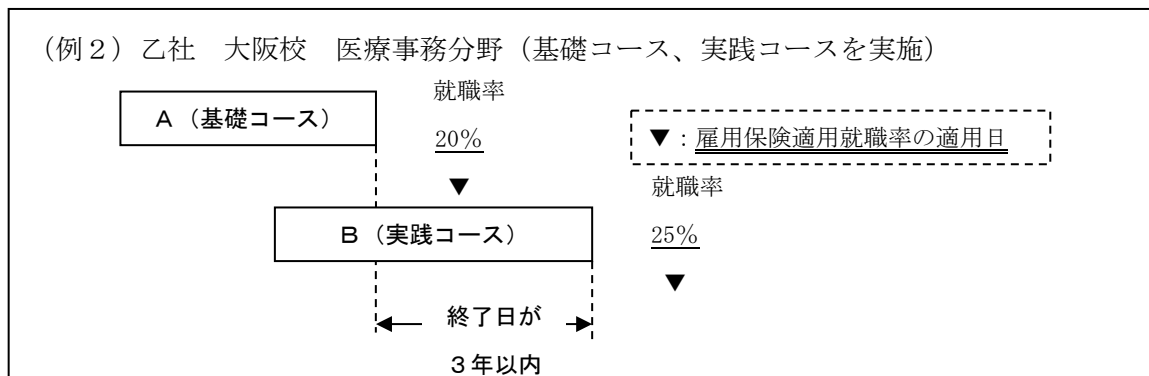 (例2)乙社 大阪校 医療事務分野(基礎コース、実践コースを実施)
就職率
A(基礎コース)
20%
▼:雇用保険適用就職率の適用日
▼
就職率
B(実践コース)
25%
▼
終了日が
3年以内